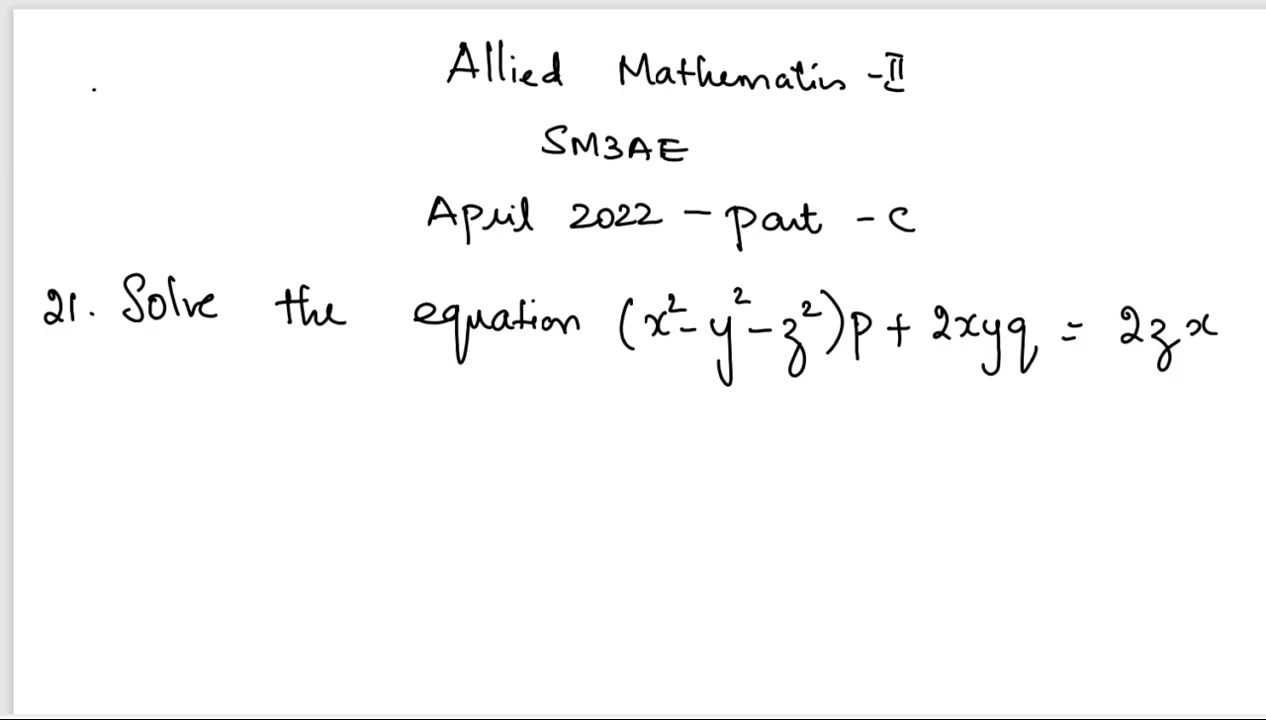 Allied Mathematics -II
SM3AE
April 2022 - part - C
21. Solve the equation (x²-y²-z²)p + 2xyq = 2zx